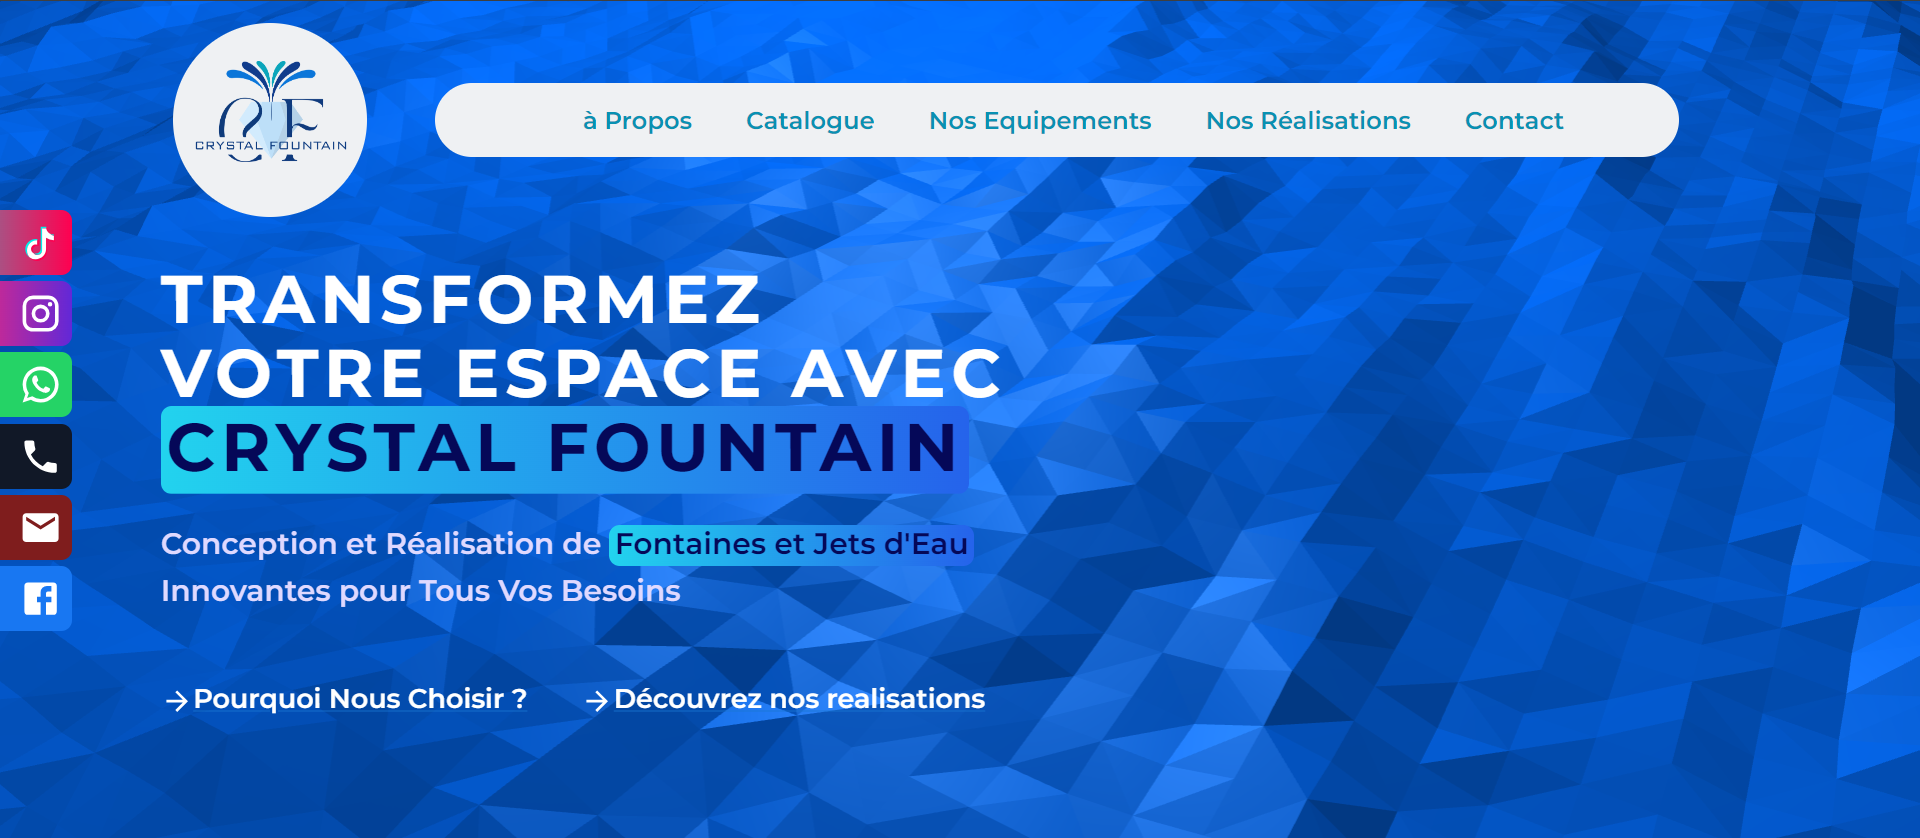 CF
CRYSTAL FOUNTAIN
à Propos Catalogue Nos Equipements Nos Réalisations Contact
TRANSFORMEZ
VOTRE ESPACE AVEC
CRYSTAL FOUNTAIN
Conception et Réalisation de Fontaines et Jets d'Eau
Innovantes pour Tous Vos Besoins
Pourquoi Nous Choisir ? Découvrez nos realisations